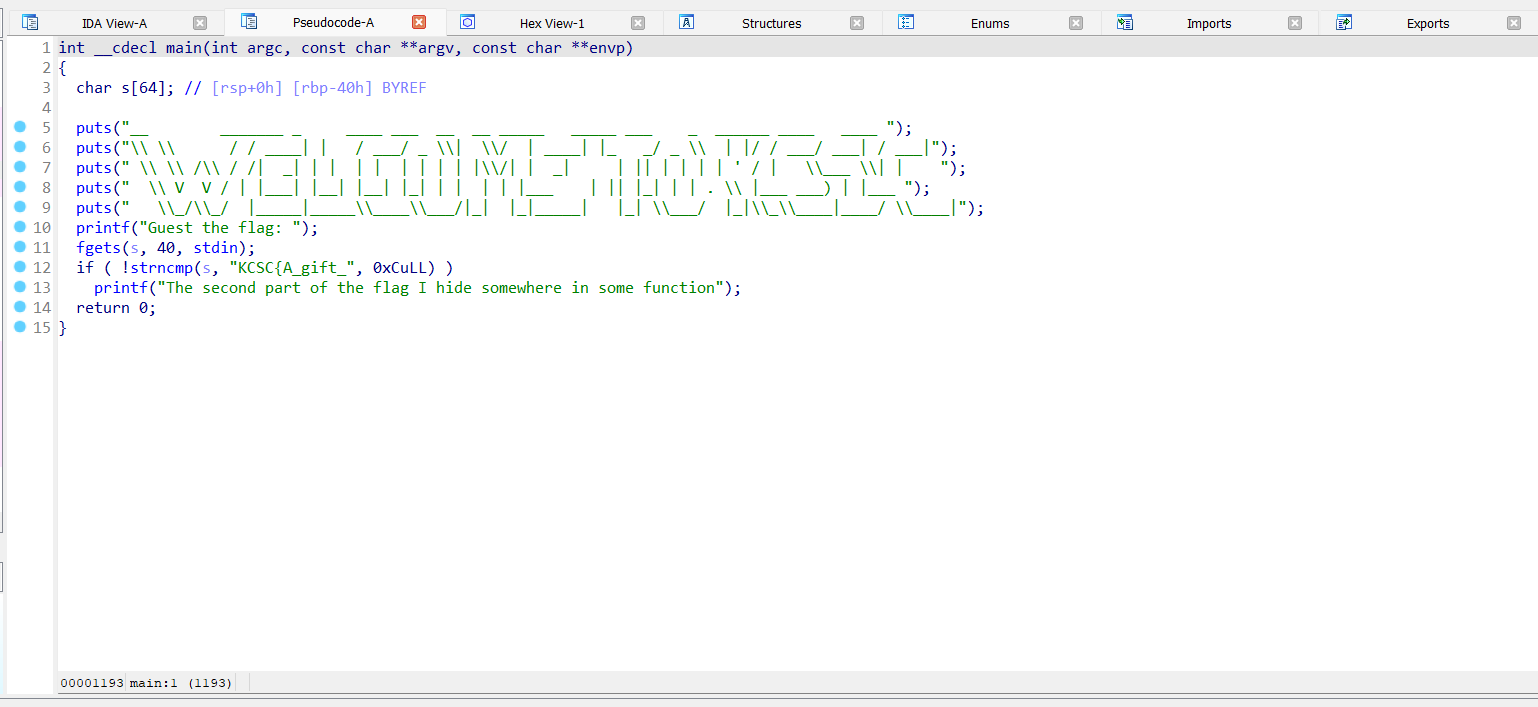 IDA View-A Pseudocode-A Hex View-1 Structures Enums Imports Exports
1 int __cdecl main(int argc, const char **argv, const char **envp)
2 {
3   char s[64]; // [rsp+0h] [rbp-40h] BYREF
4
5   puts("__        _______ _     ____ ___  __  __ _____   _____ ___    _  ______ ____   ____ ");
6   puts("\\ \\      / / ____| |   / ___/ _ \\|  \\/  | ____| |_   _/ _ \\  | |/ / ___/ ___| / ___|");
7   puts(" \\ \\ /\\ / /|  _| | |  | |  | | | | |\\/| |  _|     | || | | | | ' / |   \\___ \\| |    ");
8   puts("  \\ V  V / | |___| |__| |__| |_| | |  | | |___    | || |_| | | . \\ |___ ___) | |___ ");
9   puts("   \\_/\\_/  |_____|_____\\____\\___/|_|  |_|_____|   |_| \\___/  |_|\\_\\____|____/ \\____|");
10   printf("Guest the flag: ");
11   fgets(s, 40, stdin);
12   if ( !strncmp(s, "KCSC{A_gift_", 0xCuLL) )
13     printf("The second part of the flag I hide somewhere in some function");
14   return 0;
15 }
00001193 main:1 (1193)